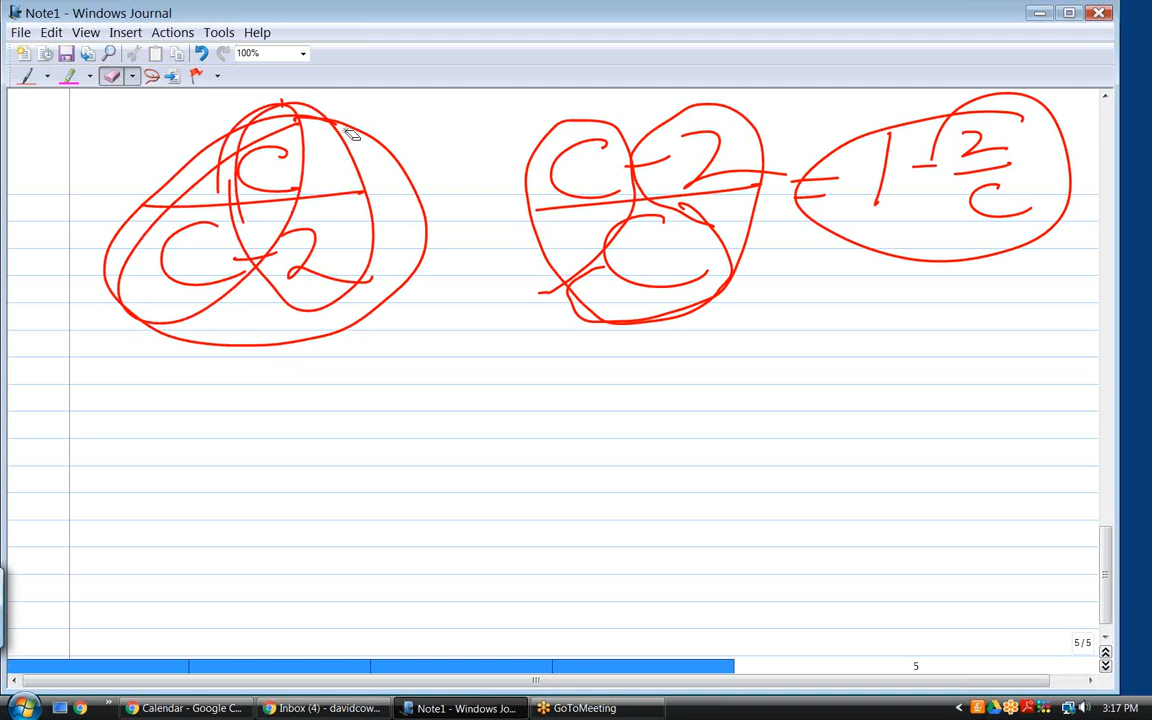 Note1 - Windows Journal
File Edit View Insert Actions Tools Help
100%
C
C-2
C-2
C
= 1 - 2
C
5/5
5
Calendar - Google C...
Inbox (4) - davidcow...
Note1 - Windows Jo...
GoToMeeting
3:17 PM